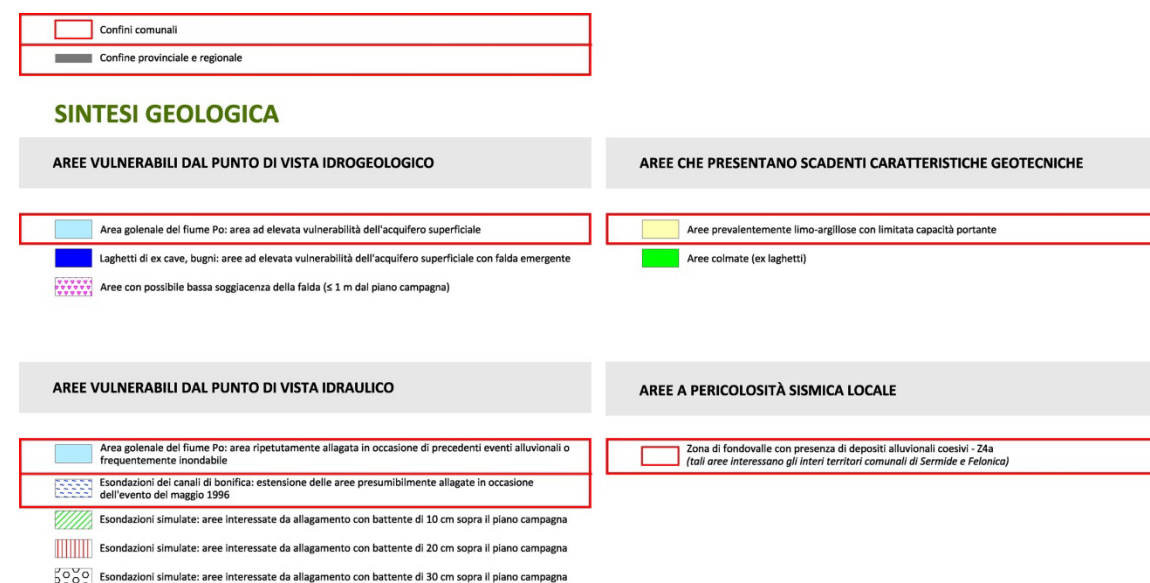 Confini comunali
Confine provinciale e regionale
SINTESI GEOLOGICA
AREE VULNERABILI DAL PUNTO DI VISTA IDROGEOLOGICO
Area golenale del fiume Po: area ad elevata vulnerabilità dell'acquifero superficiale
Laghetti di ex cave, bugni: aree ad elevata vulnerabilità dell'acquifero superficiale con falda emergente
Aree con possibile bassa soggiacenza della falda (≤ 1 m dal piano campagna)
AREE CHE PRESENTANO SCADENTI CARATTERISTICHE GEOTECNICHE
Aree prevalentemente limo-argillose con limitata capacità portante
Aree colmate (ex laghetti)
AREE VULNERABILI DAL PUNTO DI VISTA IDRAULICO
Area golenale del fiume Po: area ripetutamente allagata in occasione di precedenti eventi alluvionali o
frequentemente inondabile
Esondazioni dei canali di bonifica: estensione delle aree presumibilmente allagate in occasione
dell'evento del maggio 1996
Esondazioni simulate: aree interessate da allagamento con battente di 10 cm sopra il piano campagna
Esondazioni simulate: aree interessate da allagamento con battente di 20 cm sopra il piano campagna
Esondazioni simulate: aree interessate da allagamento con battente di 30 cm sopra il piano campagna
AREE A PERICOLOSITÀ SISMICA LOCALE
Zona di fondovalle con presenza di depositi alluvionali coesivi - Z4a
(tali aree interessano gli interi territori comunali di Sermide e Felonica)